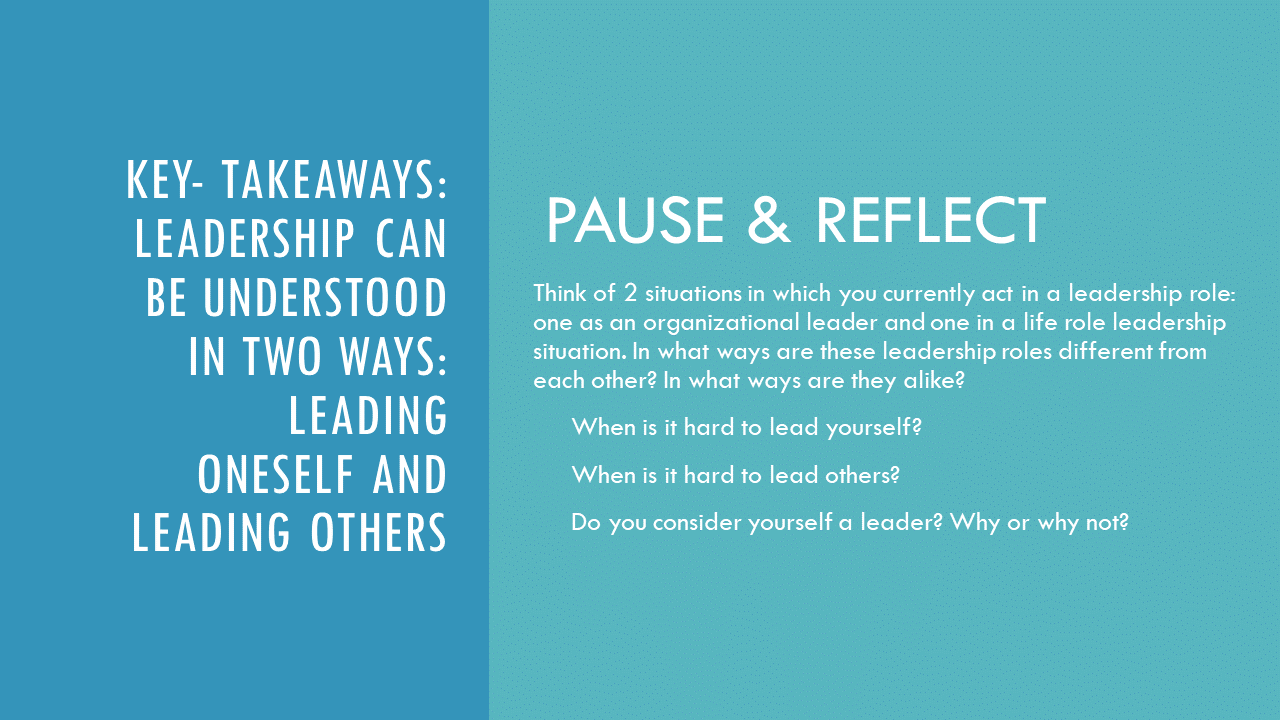 KEY- TAKEAWAYS:
LEADERSHIP CAN
BE UNDERSTOOD
IN TWO WAYS:
LEADING
ONESELF AND
LEADING OTHERS
PAUSE & REFLECT
Think of 2 situations in which you currently act in a leadership role:
one as an organizational leader and one in a life role leadership
situation. In what ways are these leadership roles different from
each other? In what ways are they alike?
When is it hard to lead yourself?
When is it hard to lead others?
Do you consider yourself a leader? Why or why not?